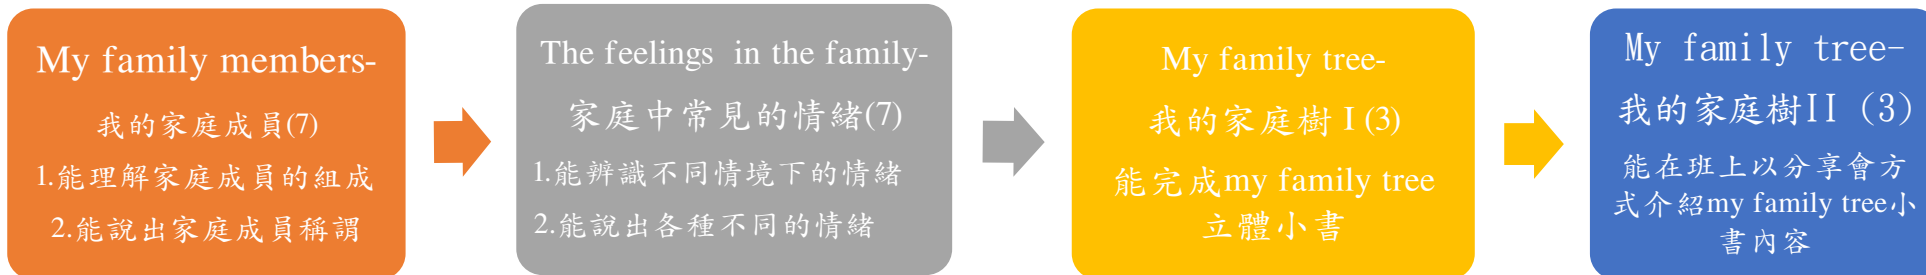 My family members-
我的家庭成員(7)
1.能理解家庭成員的組成
2.能說出家庭成員稱謂
The feelings in the family-
家庭中常見的情緒(7)
1.能辨識不同情境下的情緒
2.能說出各種不同的情緒
My family tree-
我的家庭樹 I (3)
能完成my family tree
立體小書
My family tree-
我的家庭樹II (3)
能在班上以分享會方
式介紹my family tree小
書內容